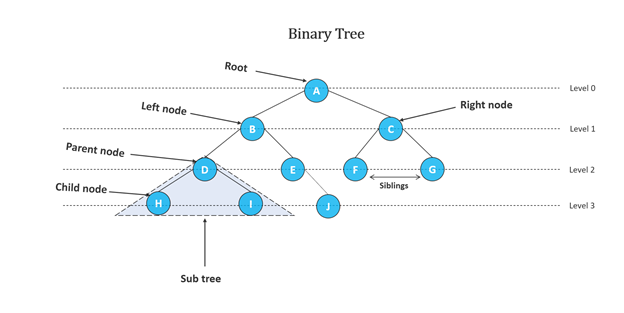 Binary Tree
Root
A
Level 0
Left node
Right node
B
C
Level 1
Parent node
D
E
F
G
Level 2
Siblings
Child node
H
I
J
Level 3
Sub tree